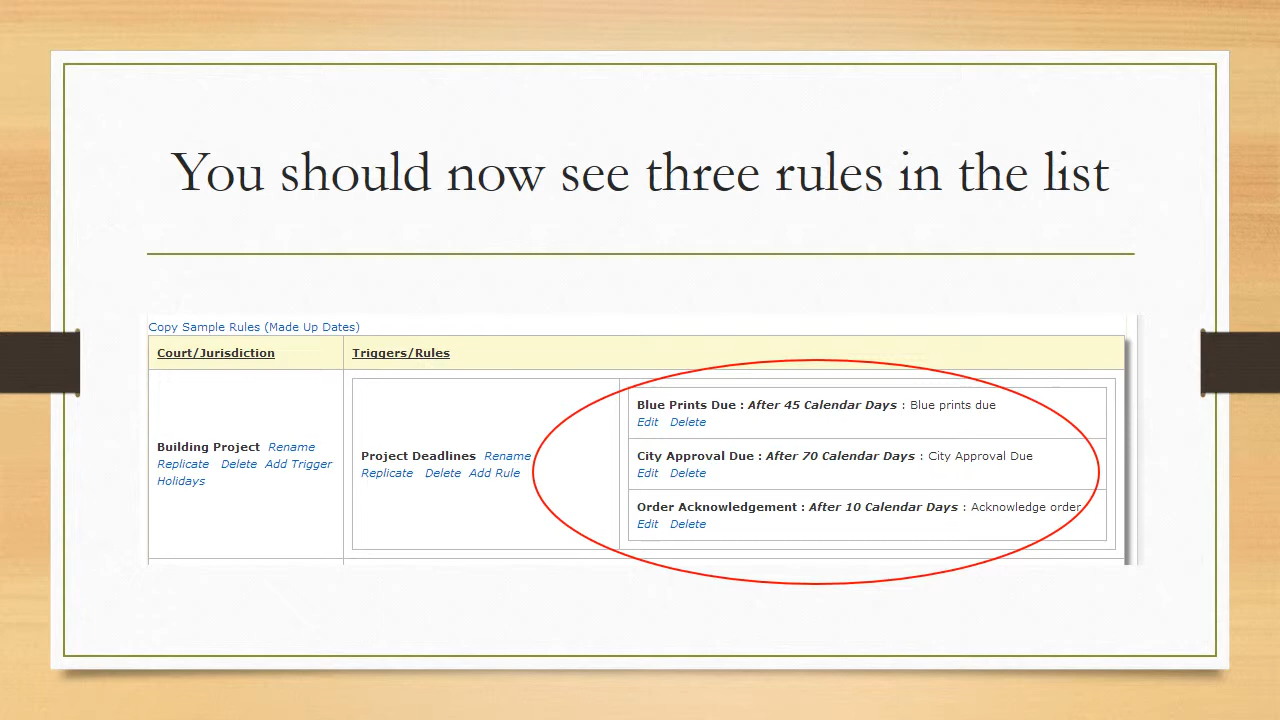 You should now see three rules in the list
Copy Sample Rules (Made Up Dates)
Court/Jurisdiction
Triggers/Rules
Building Project Rename
Replicate Delete Add Trigger
Holidays
Project Deadlines Rename
Replicate Delete Add Rule
Blue Prints Due : After 45 Calendar Days : Blue prints due
Edit Delete
City Approval Due : After 70 Calendar Days : City Approval Due
Edit Delete
Order Acknowledgement : After 10 Calendar Days : Acknowledge order
Edit Delete